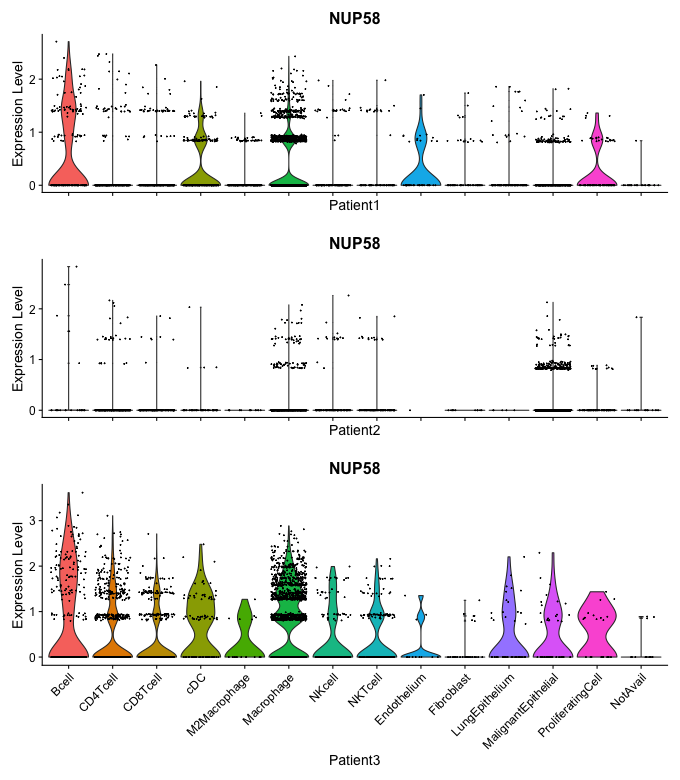 NUP58
Expression Level
2
1
0
Patient1
NUP58
Expression Level
2
1
0
Patient2
NUP58
Expression Level
3
2
1
0
Bcell
CD4Tcell
CD8Tcell
cDC
M2Macrophage
Macrophage
NKcell
NKTcell
Endothelium
Fibroblast
LungEpithelium
MalignantEpithelial
ProliferatingCell
NotAvail
Patient3